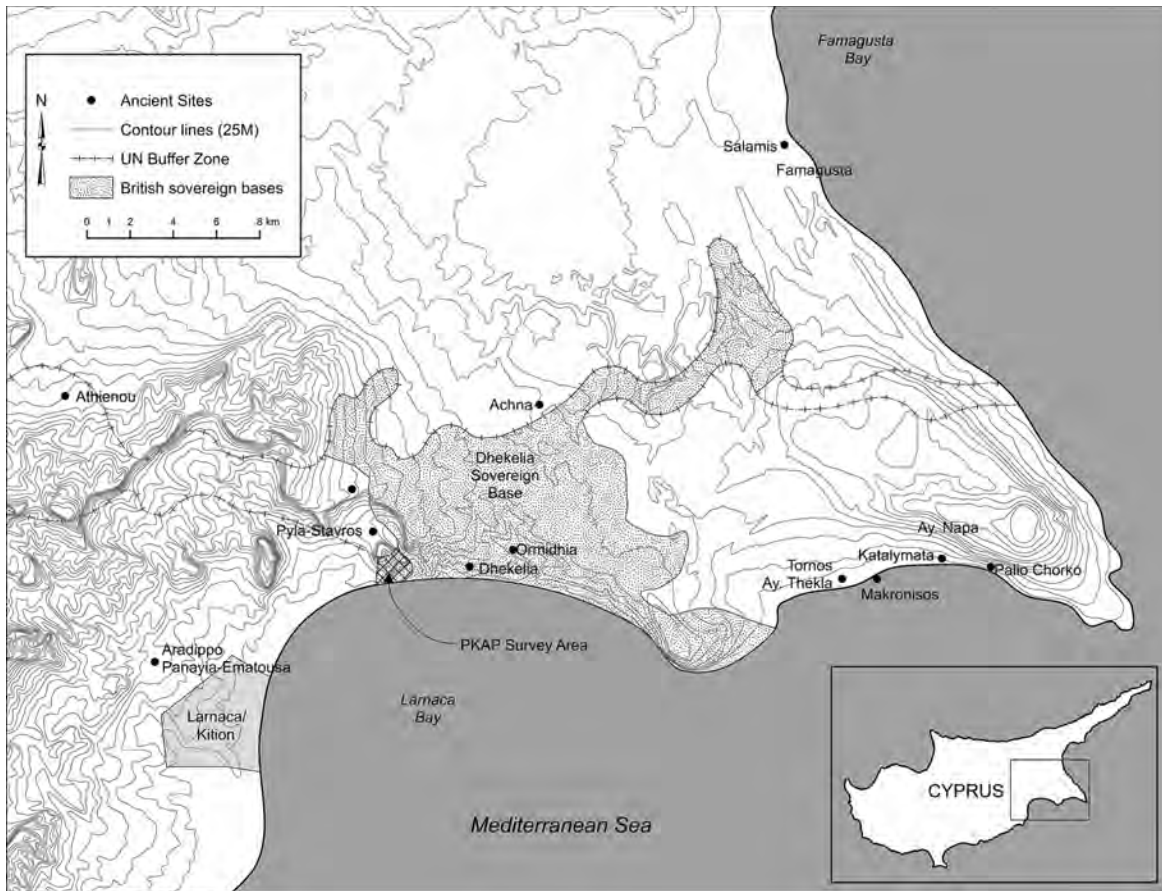 Famagusta
Bay
N
Ancient Sites
Contour lines (25M)
UN Buffer Zone
British sovereign bases
0 1 2 4 6 8 km
Salamis
Famagusta
Athienou
Achna
Dhekelia
Sovereign
Base
Pyla-Stavros
Ormidhia
Dhekelia
Ay. Napa
Katalymata
Tornos
Ay. Thekla
Palio Chorko
Makronisos
PKAP Survey Area
Aradippo
Panayia-Ematousa
Larnaca/
Kition
Larnaca
Bay
Mediterranean Sea
CYPRUS